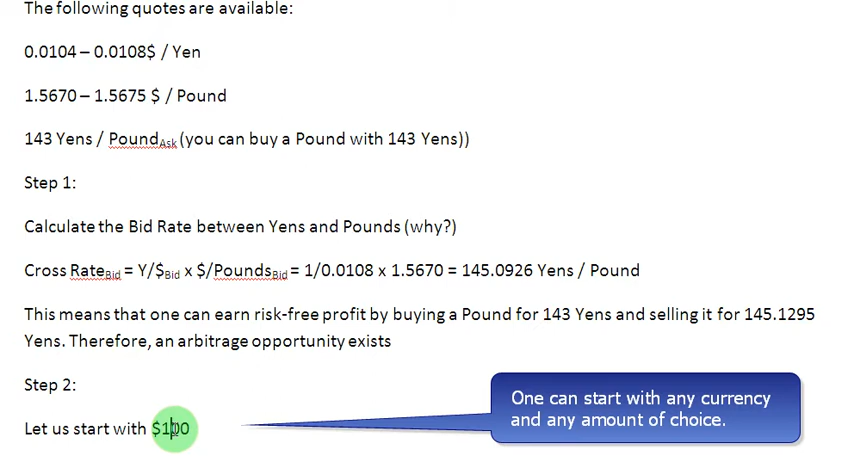 The following quotes are available:
0.0104 – 0.0108$ / Yen
1.5670 – 1.5675 $ / Pound
143 Yens / PoundAsk (you can buy a Pound with 143 Yens))
Step 1:
Calculate the Bid Rate between Yens and Pounds (why?)
Cross RateBid = Y/$Bid x $/PoundsBid = 1/0.0108 x 1.5670 = 145.0926 Yens / Pound
This means that one can earn risk-free profit by buying a Pound for 143 Yens and selling it for 145.1295
Yens. Therefore, an arbitrage opportunity exists
Step 2:
One can start with any currency
and any amount of choice.
Let us start with $100